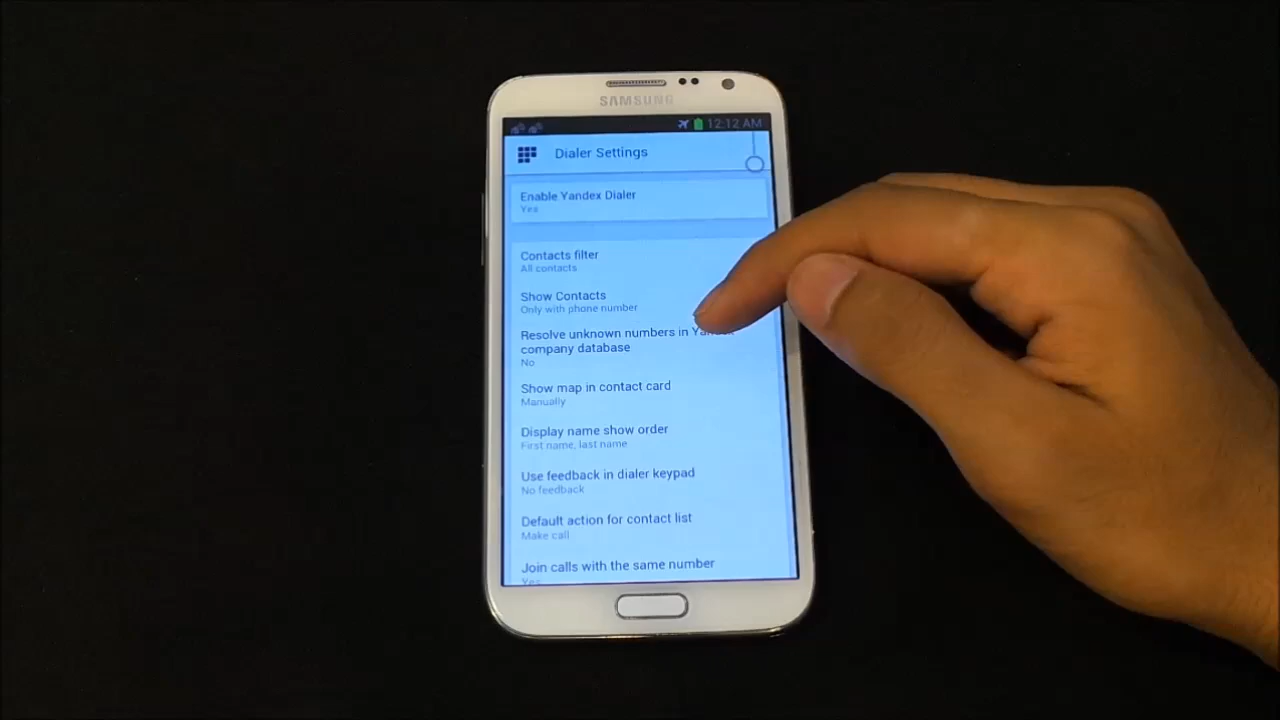 SAMSUNG
12:12 AM
Dialer Settings
Enable Yandex Dialer
Yes
Contacts filter
All contacts
Show Contacts
Only with phone number
Resolve unknown numbers in
company database
No
Show map in contact card
Manually
Display name show order
First name, last name
Use feedback in dialer keypad
No feedback
Default action for contact list
Make call
Join calls with the same number
Yes